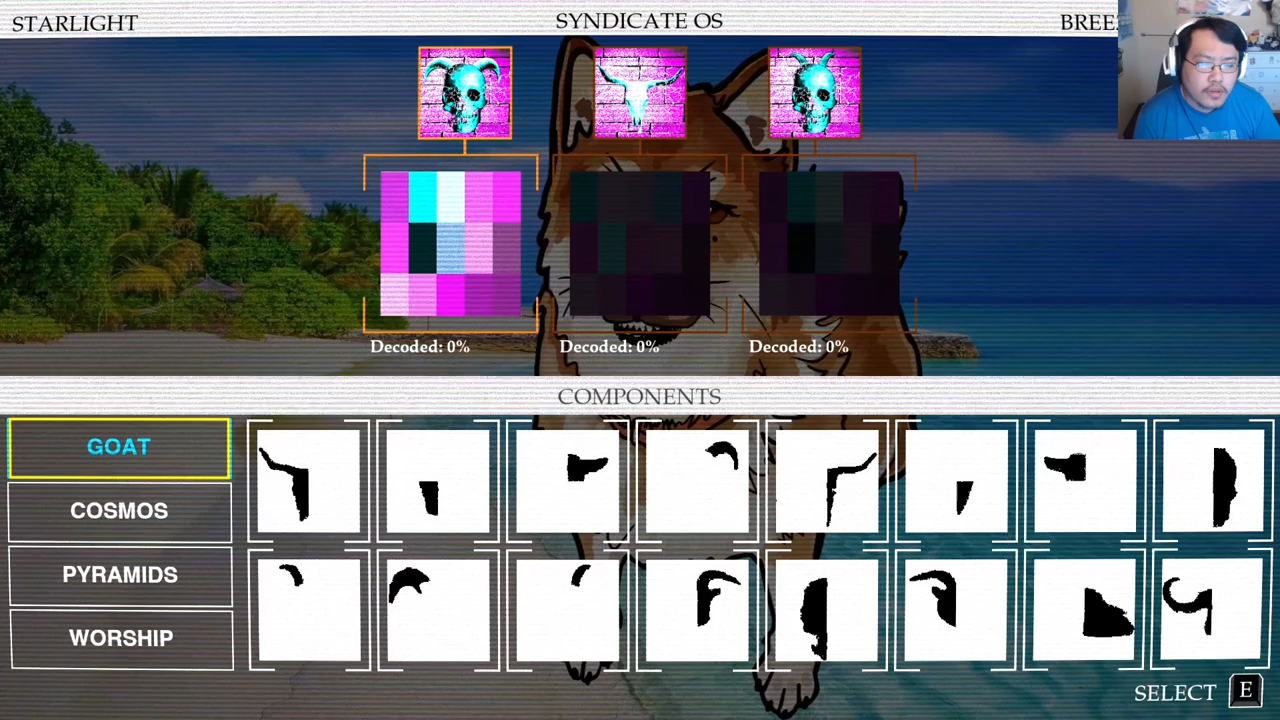 STARLIGHT
SYNDICATE OS
Decoded: 0%
Decoded: 0%
Decoded: 0%
COMPONENTS
GOAT
COSMOS
PYRAMIDS
WORSHIP
SELECT E